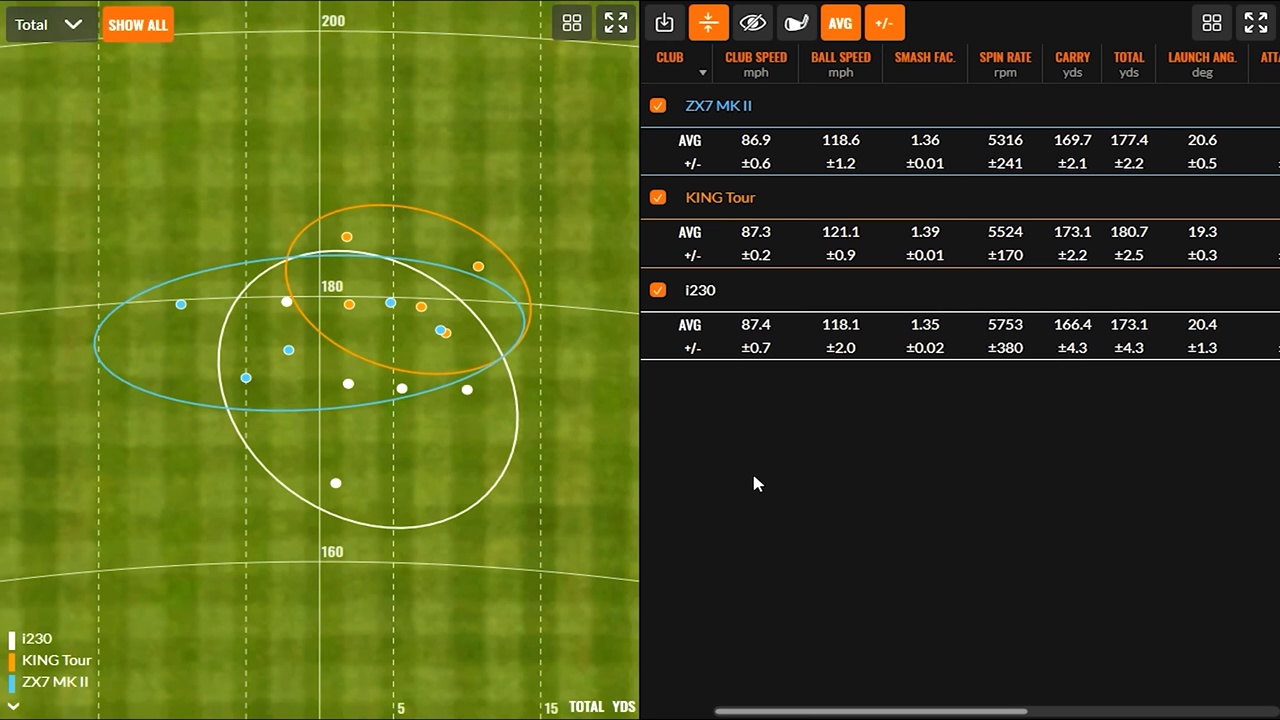 Total SHOW ALL
200
180
160
i230
KING Tour
ZX7 MK II
5 15 TOTAL YDS
AVG +/-
CLUB CLUB SPEED BALL SPEED SMASH FAC. SPIN RATE CARRY TOTAL LAUNCH ANG.
mph mph rpm yds yds deg
ZX7 MK II
AVG 86.9 118.6 1.36 5316 169.7 177.4 20.6
+/- ±0.6 ±1.2 ±0.01 ±241 ±2.1 ±2.2 ±0.5
KING Tour
AVG 87.3 121.1 1.39 5524 173.1 180.7 19.3
+/- ±0.2 ±0.9 ±0.01 ±170 ±2.2 ±2.5 ±0.3
i230
AVG 87.4 118.1 1.35 5753 166.4 173.1 20.4
+/- ±0.7 ±2.0 ±0.02 ±380 ±4.3 ±4.3 ±1.3